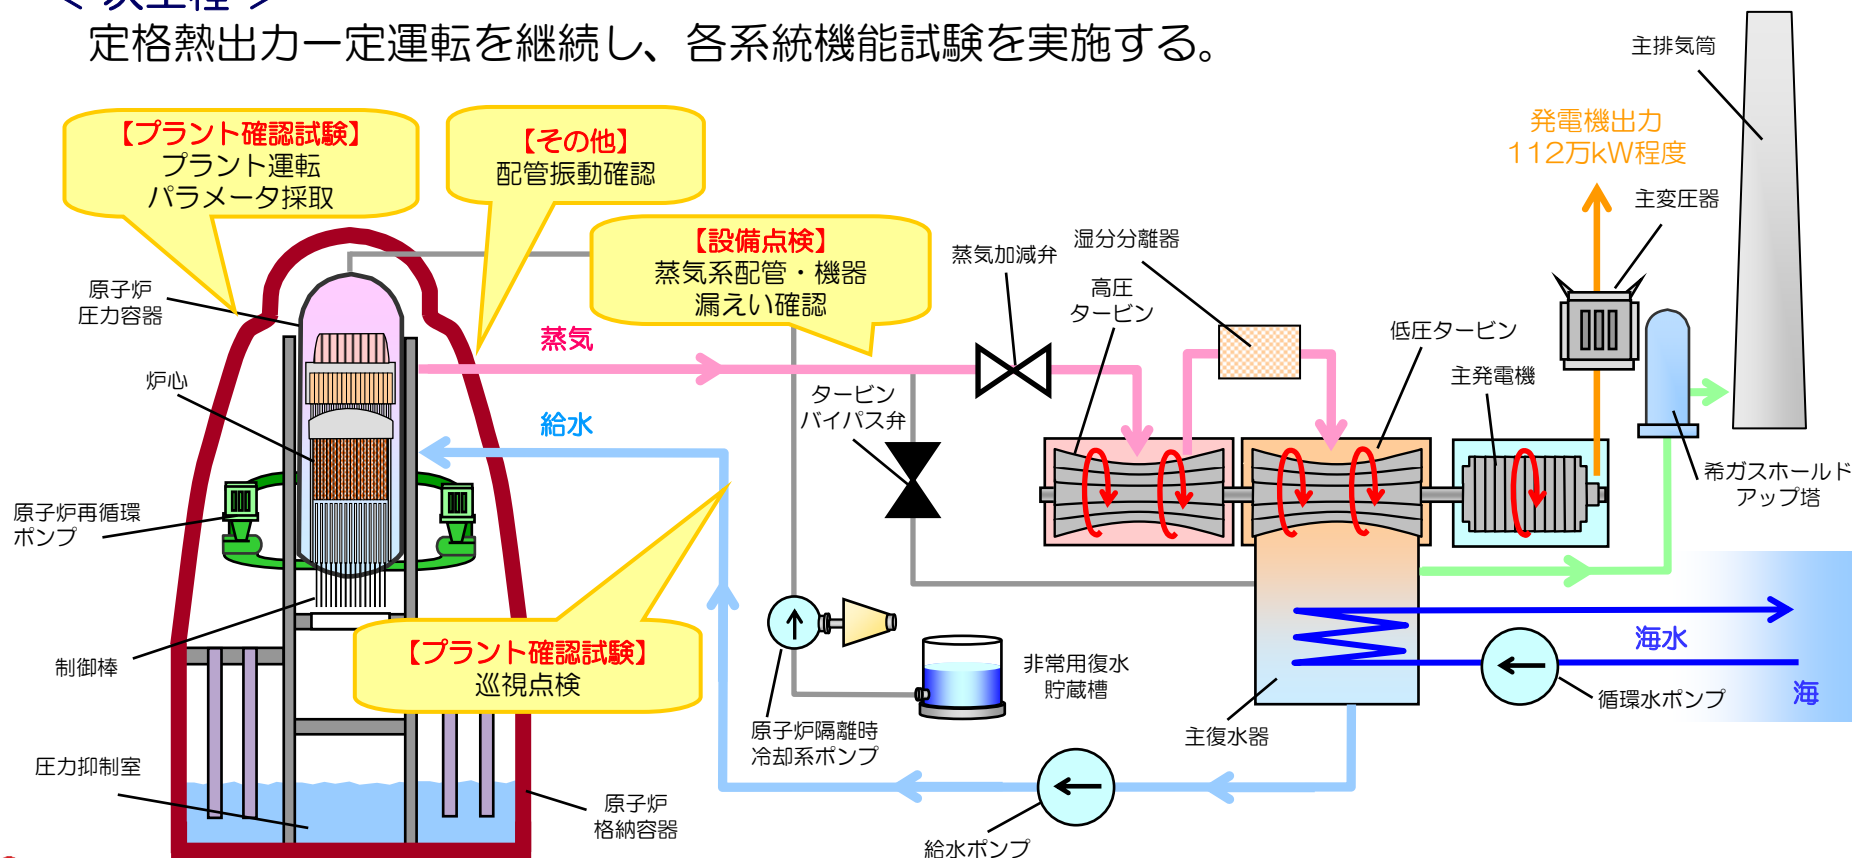 ＜次工程＞
定格熱出力一定運転を継続し、各系統機能試験を実施する。
【プラント確認試験】
プラント運転
パラメータ採取
【その他】
配管振動確認
【設備点検】
蒸気系配管・機器
漏えい確認
主排気筒
発電機出力
112万kW程度
主変圧器
湿分分離器
蒸気加減弁
高圧
タービン
低圧タービン
主発電機
原子炉
圧力容器
蒸気
炉心
タービン
バイパス弁
給水
希ガスホールド
アップ塔
原子炉再循環
ポンプ
【プラント確認試験】
巡視点検
制御棒
非常用復水
貯蔵槽
海水
海
循環水ポンプ
原子炉隔離時
冷却系ポンプ
主復水器
圧力抑制室
原子炉
格納容器
給水ポンプ